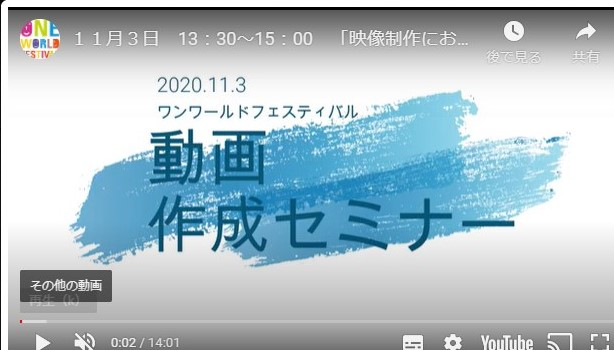 ONE
WORLD
FESTIV
１１月３日　13：30～15：00　「映像制作にお...
後で見る
共有
2020.11.3
ワンワールドフェスティバル
動画
作成セミナー
その他の動画
再生（k）
0:02 / 14:01
YouTube